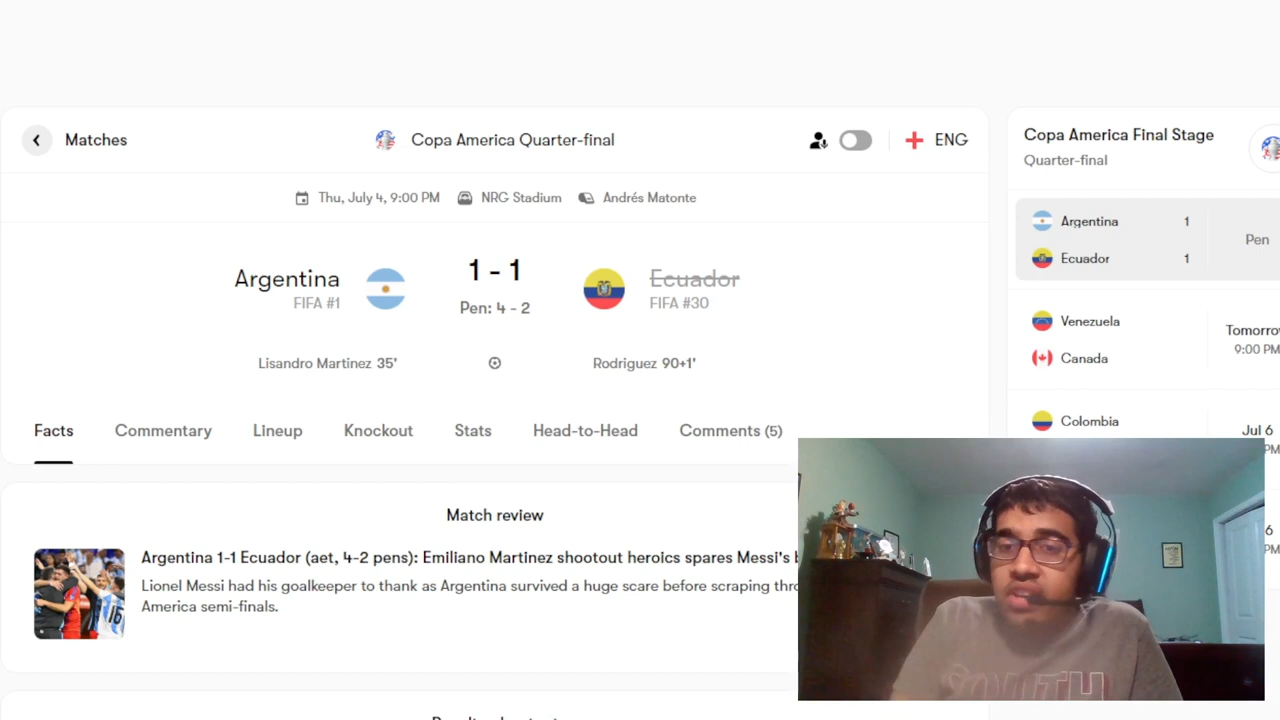 Matches
Copa America Quarter-final
ENG
Thu, July 4, 9:00 PM NRG Stadium Andrés Matonte
Argentina
FIFA #1
1 - 1
Pen: 4 - 2
Ecuador
FIFA #30
Lisandro Martinez 35' Rodriguez 90+1'
Facts Commentary Lineup Knockout Stats Head-to-Head Comments (5)
Match review
Argentina 1-1 Ecuador (aet, 4-2 pens): Emiliano Martinez shootout heroics spares Messi's
Lionel Messi had his goalkeeper to thank as Argentina survived a huge scare before scraping
America semi-finals.
Copa America Final Stage
Quarter-final
Argentina 1
Ecuador 1
Pen
Venezuela
Canada
9:00 PM
Colombia
Jul 6
PM
6
PM